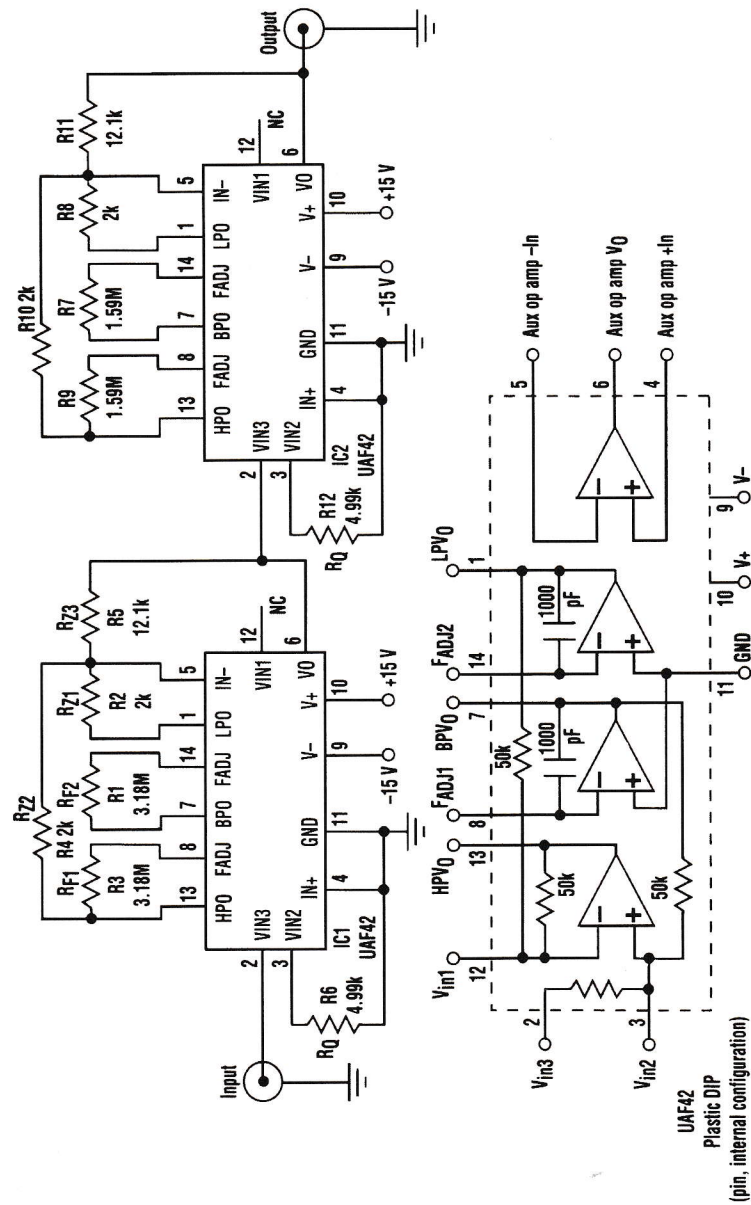 R10 2k
R9
1.59M
R7
1.59M
R8
2k
R11
12.1k
Output
13
8
7
14
1
5
HPO
FADJ
BPO
FADJ
LPO
IN–
2
VIN3
3
VIN2
VIN1
12
NC
VO
6
IN+
GND
V–
V+
4
11
9
10
IC2
UAF42
–15 V
+15 V
RQ
R12
4.99k
RZ2
R4 2k
RF1
R3
3.18M
RF2
R1
3.18M
RZ1
R2
2k
RZ3
R5
12.1k
Input
13
8
7
14
1
5
HPO
FADJ
BPO
FADJ
LPO
IN–
2
VIN3
3
VIN2
VIN1
12
NC
VO
6
IN+
GND
V–
V+
4
11
9
10
IC1
UAF42
–15 V
+15 V
RQ
R6
4.99k
Vin1
HPVO
FADJ1
BPVO
FADJ2
LPVO
12
13
8
7
14
1
50k
50k
1000
pF
1000
pF
50k
Vin3
2
Vin2
3
5
Aux op amp –In
6
Aux op amp VO
4
Aux op amp +In
11
GND
10
V+
9
V–
UAF42
Plastic DIP
(pin, internal configuration)